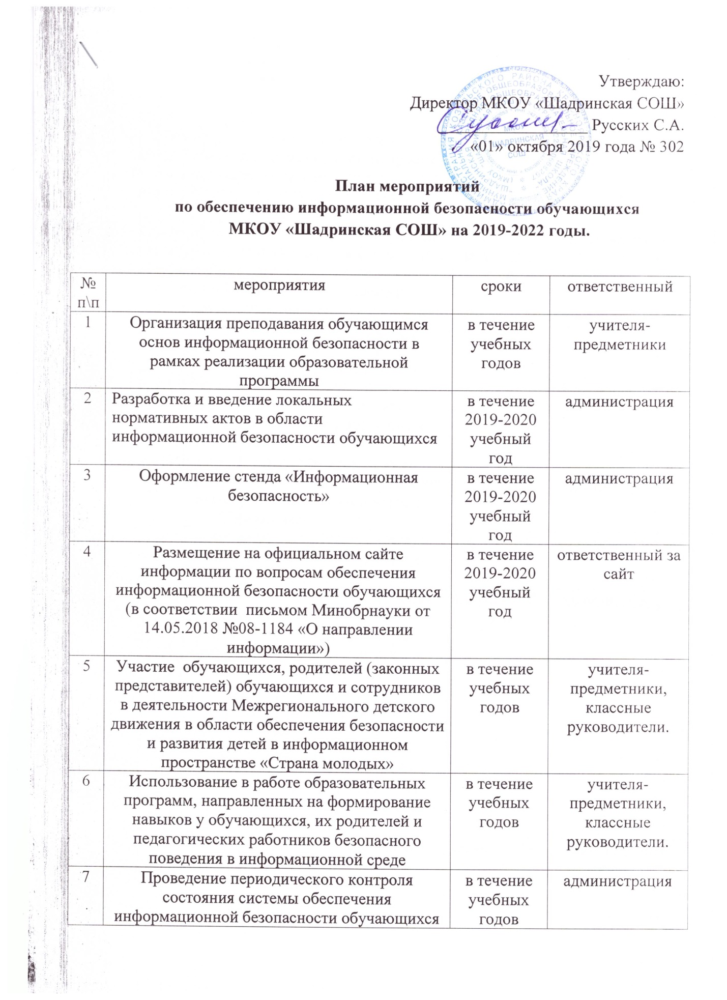 Утверждаю:
Директор МКОУ «Шадринская СОШ»
Русских С.А.
«01» октября 2019 года № 302
МКОУ
ШАДРИНСКАЯ
СОШ
План мероприятий
по обеспечению информационной безопасности обучающихся
МКОУ «Шадринская СОШ» на 2019-2022 годы.
№ п\п
мероприятия
сроки
ответственный
1
Организация преподавания обучающимся
основ информационной безопасности в
рамках реализации образовательной
программы
в течение
учебных
годов
учителя-
предметники
2
Разработка и введение локальных
нормативных актов в области
информационной безопасности обучающихся
в течение
2019-2020
учебный
год
администрация
3
Оформление стенда «Информационная
безопасность»
в течение
2019-2020
учебный
год
администрация
4
Размещение на официальном сайте
информации по вопросам обеспечения
информационной безопасности обучающихся
(в соответствии  письмом Минобрнауки от
14.05.2018 №08-1184 «О направлении
информации»)
в течение
2019-2020
учебный
год
ответственный за
сайт
5
Участие  обучающихся, родителей (законных
представителей) обучающихся и сотрудников
в деятельности Межрегионального детского
движения в области обеспечения безопасности
и развития детей в информационном
пространстве «Страна молодых»
в течение
учебных
годов
учителя-
предметники,
классные
руководители.
6
Использование в работе образовательных
программ, направленных на формирование
навыков у обучающихся, их родителей и
педагогических работников безопасного
поведения в информационной среде
в течение
учебных
годов
учителя-
предметники,
классные
руководители.
7
Проведение периодического контроля
состояния системы обеспечения
информационной безопасности обучающихся
в течение
учебных
годов
администрация